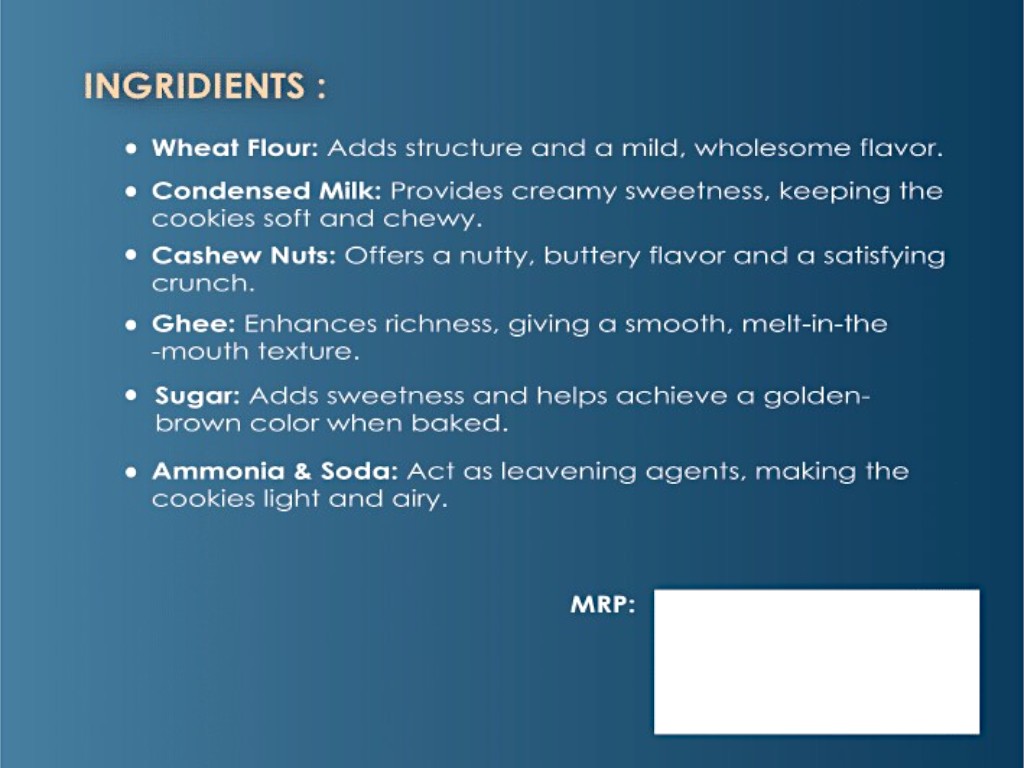 INGRIDIENTS :
• Wheat Flour: Adds structure and a mild, wholesome flavor.
• Condensed Milk: Provides creamy sweetness, keeping the
cookies soft and chewy.
• Cashew Nuts: Offers a nutty, buttery flavor and a satisfying
crunch.
• Ghee: Enhances richness, giving a smooth, melt-in-the
-mouth texture.
• Sugar: Adds sweetness and helps achieve a golden-
brown color when baked.
• Ammonia & Soda: Act as leavening agents, making the
cookies light and airy.
MRP: